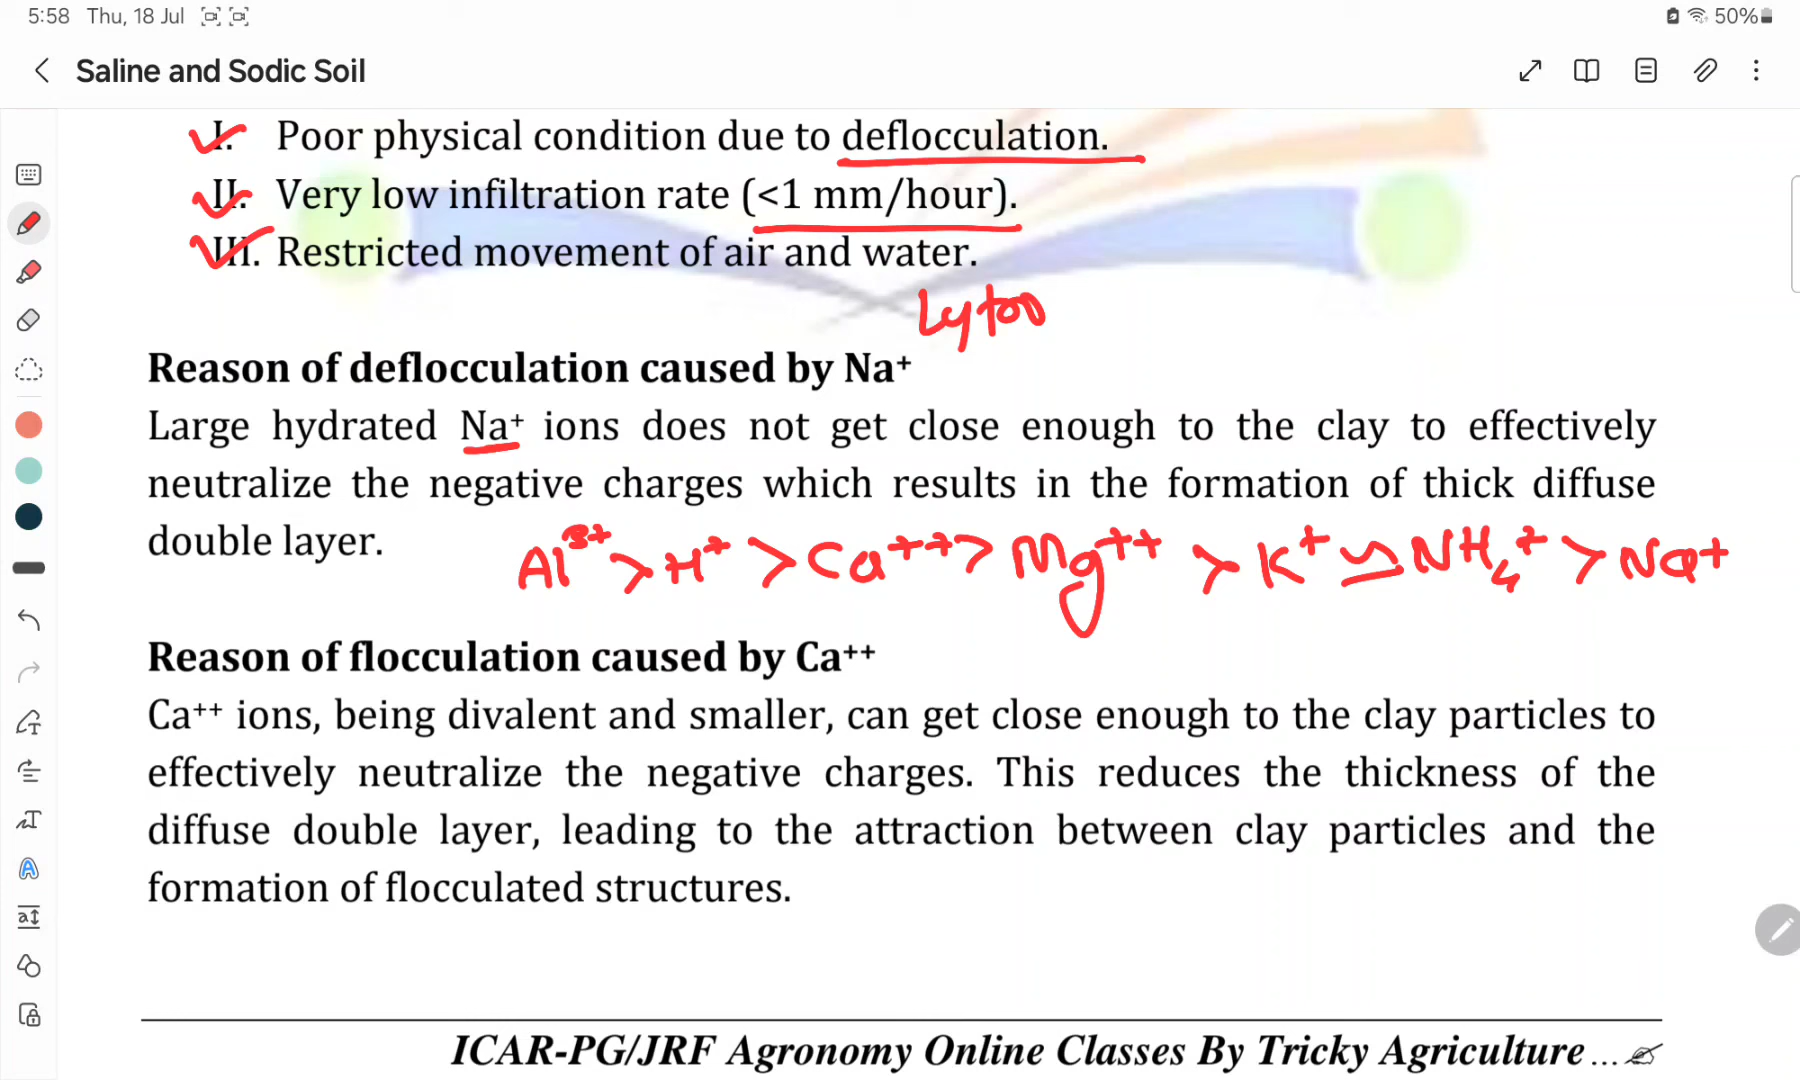 5:58 Thu, 18 Jul 50%
Saline and Sodic Soil
I. Poor physical condition due to deflocculation.
II. Very low infiltration rate (<1 mm/hour).
III. Restricted movement of air and water.
Reason of deflocculation caused by Na⁺
Large hydrated Na⁺ ions does not get close enough to the clay to effectively
neutralize the negative charges which results in the formation of thick diffuse
double layer.
Al³⁺ > H⁺ > Ca⁺⁺ > Mg⁺⁺ > K⁺ ≃ NH₄⁺ > Na⁺
Reason of flocculation caused by Ca⁺⁺
Ca⁺⁺ ions, being divalent and smaller, can get close enough to the clay particles to
effectively neutralize the negative charges. This reduces the thickness of the
diffuse double layer, leading to the attraction between clay particles and the
formation of flocculated structures.
ICAR-PG/JRF Agronomy Online Classes By Tricky Agriculture...